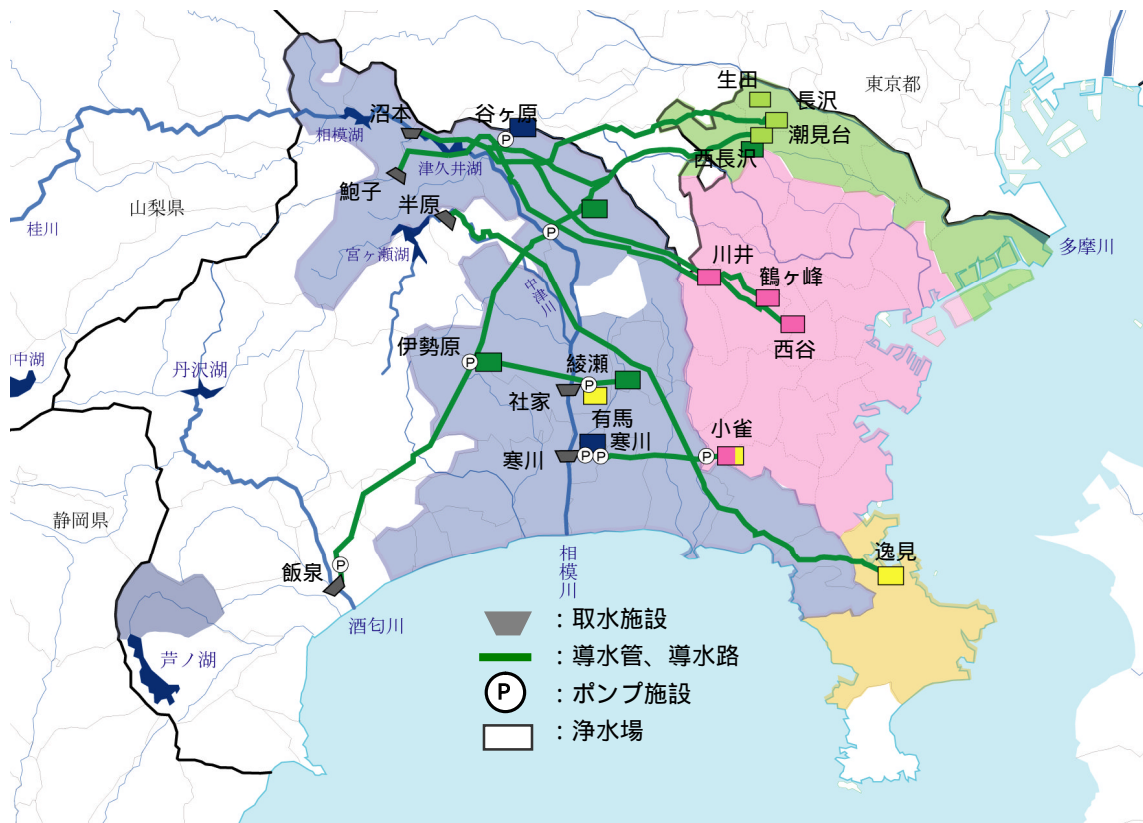 生田
東京都
沼本
谷ヶ原
長沢
P
相模湖
潮見台
津久井湖
西長沢
鮑子
山梨県
半原
桂川
P
宮ヶ瀬湖
多摩川
川井
中津川
鶴ヶ峰
西谷
伊勢原
中湖
丹沢湖
P
綾瀬
P
社家
有馬
小雀
寒川
寒川
P
P
P
静岡県
相模川
逸見
P
飯泉
酒匂川
芦ノ湖
:取水施設
:導水管、導水路
P
:ポンプ施設
:浄水場